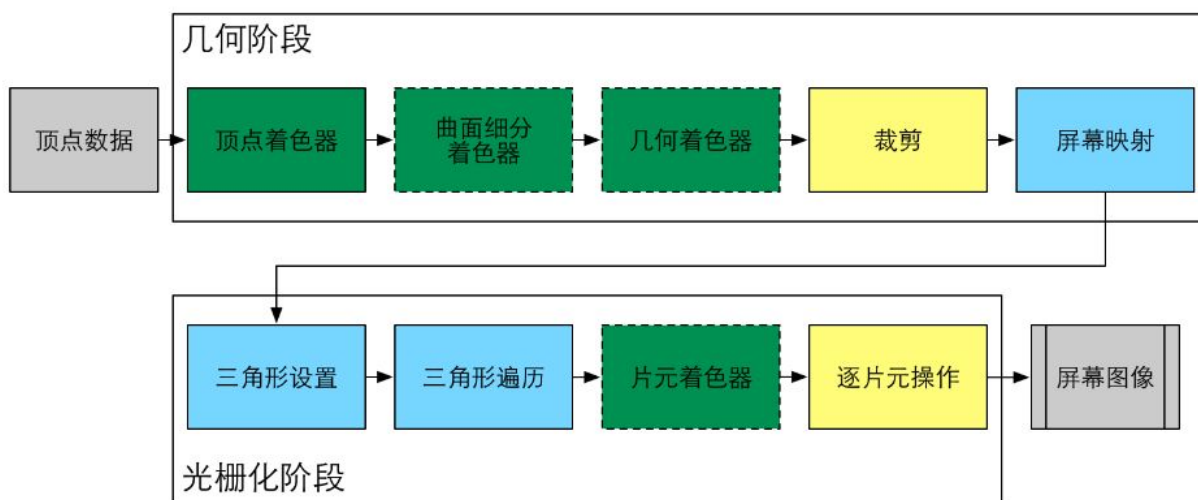 几何阶段
顶点数据
顶点着色器
曲面细分
着色器
几何着色器
裁剪
屏幕映射
三角形设置
三角形遍历
片元着色器
逐片元操作
屏幕图像
光栅化阶段